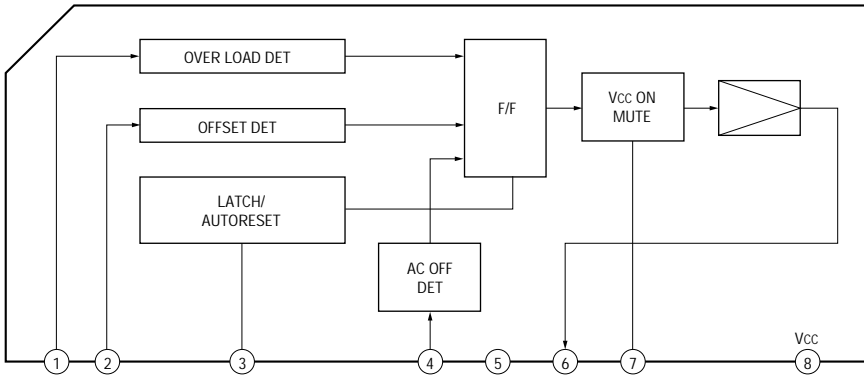 OVER LOAD DET
OFFSET DET
LATCH/
AUTORESET
F/F
VCC ON
MUTE
AC OFF
DET
VCC
1
2
3
4
5
6
7
8